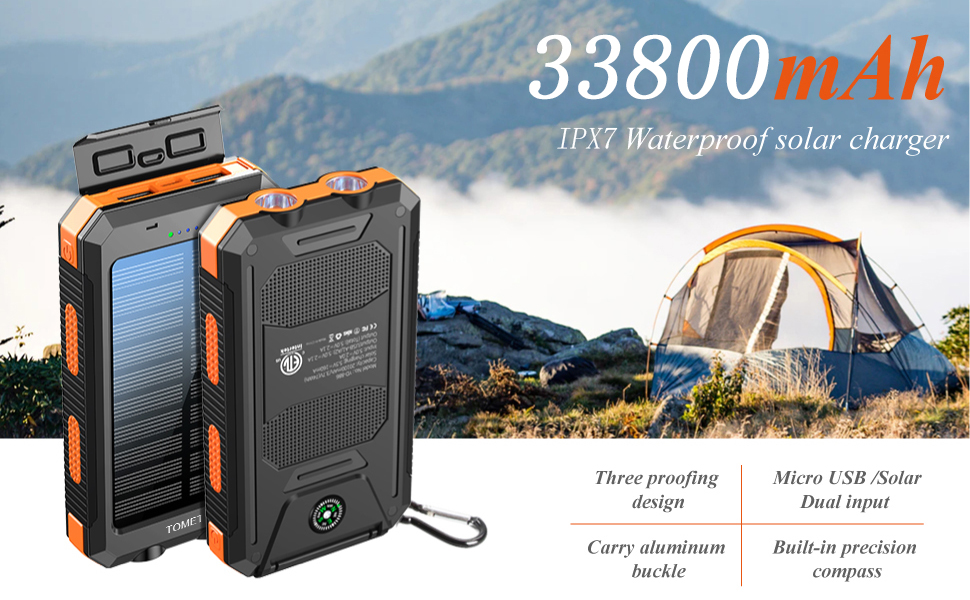 33800mAh
IPX7 Waterproof solar charger
TOMET
Three proofing
design
Micro USB /Solar
Dual input
Carry aluminum
buckle
Built-in precision
compass